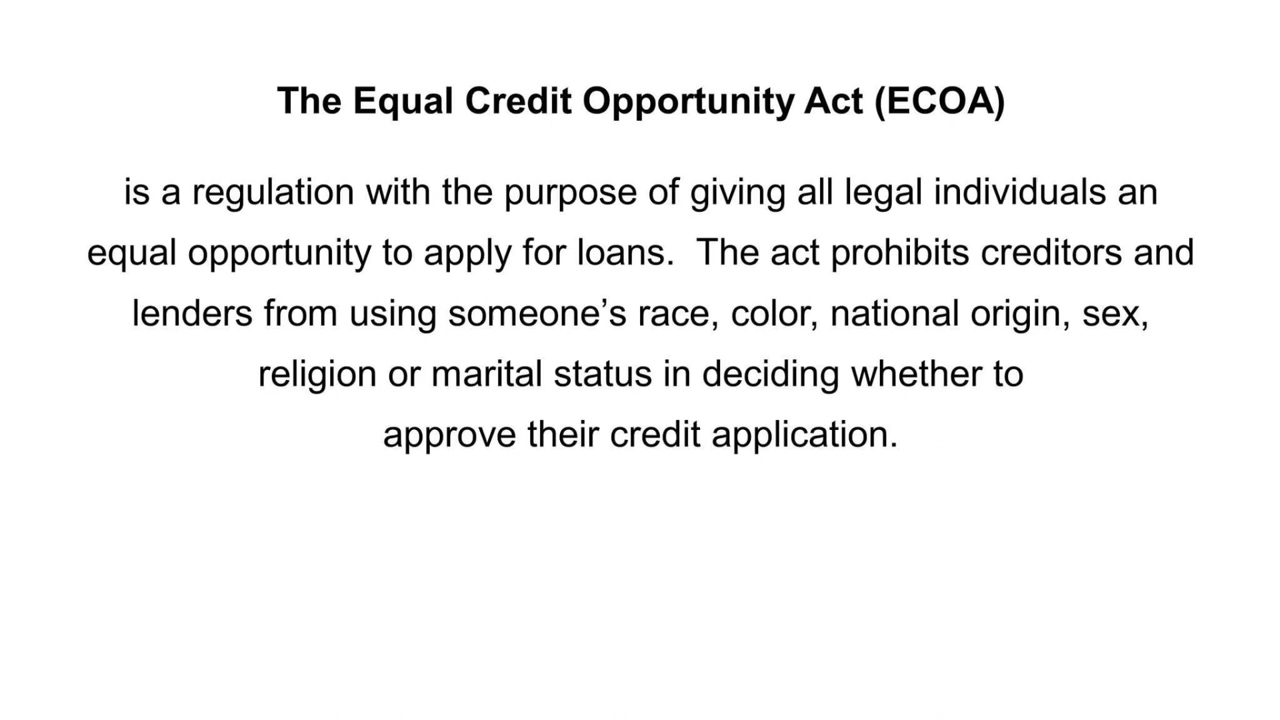 The Equal Credit Opportunity Act (ECOA)
is a regulation with the purpose of giving all legal individuals an
equal opportunity to apply for loans.  The act prohibits creditors and
lenders from using someone’s race, color, national origin, sex,
religion or marital status in deciding whether to
approve their credit application.